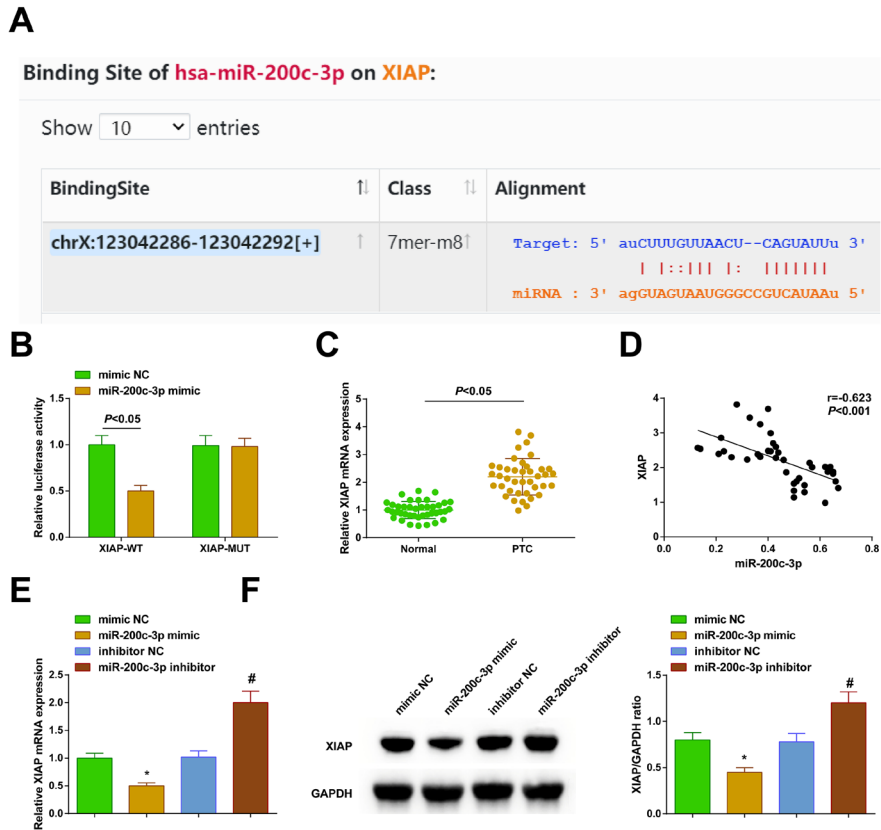 A
Binding Site of hsa-miR-200c-3p on XIAP:
Show 10 entries
BindingSite Class Alignment
chrX:123042286-123042292[+] 7mer-m8 Target: 5' auCUUUGUUAACU--CAGUAUUu 3'
| |::||| |: |||||||
miRNA : 3' agGUAGUAAUGGGCCGUCAUAAu 5'
B
mimic NC
miR-200c-3p mimic
Relative luciferase activity
1.5
1.0
0.5
0.0
P<0.05
XIAP-WT XIAP-MUT
C
Relative XIAP mRNA expression
5
4
3
2
1
0
P<0.05
Normal PTC
D
XIAP
4
3
2
1
0
r=-0.623
P<0.001
0.0 0.2 0.4 0.6 0.8
miR-200c-3p
E
mimic NC
miR-200c-3p mimic
inhibitor NC
miR-200c-3p inhibitor
Relative XIAP mRNA expression
2.5
2.0
1.5
1.0
0.5
0.0
*
#
F
mimic NC
miR-200c-3p mimic
inhibitor NC
miR-200c-3p inhibitor
XIAP
GAPDH
mimic NC
miR-200c-3p mimic
inhibitor NC
miR-200c-3p inhibitor
XIAP/GAPDH ratio
1.5
1.0
0.5
0.0
*
#